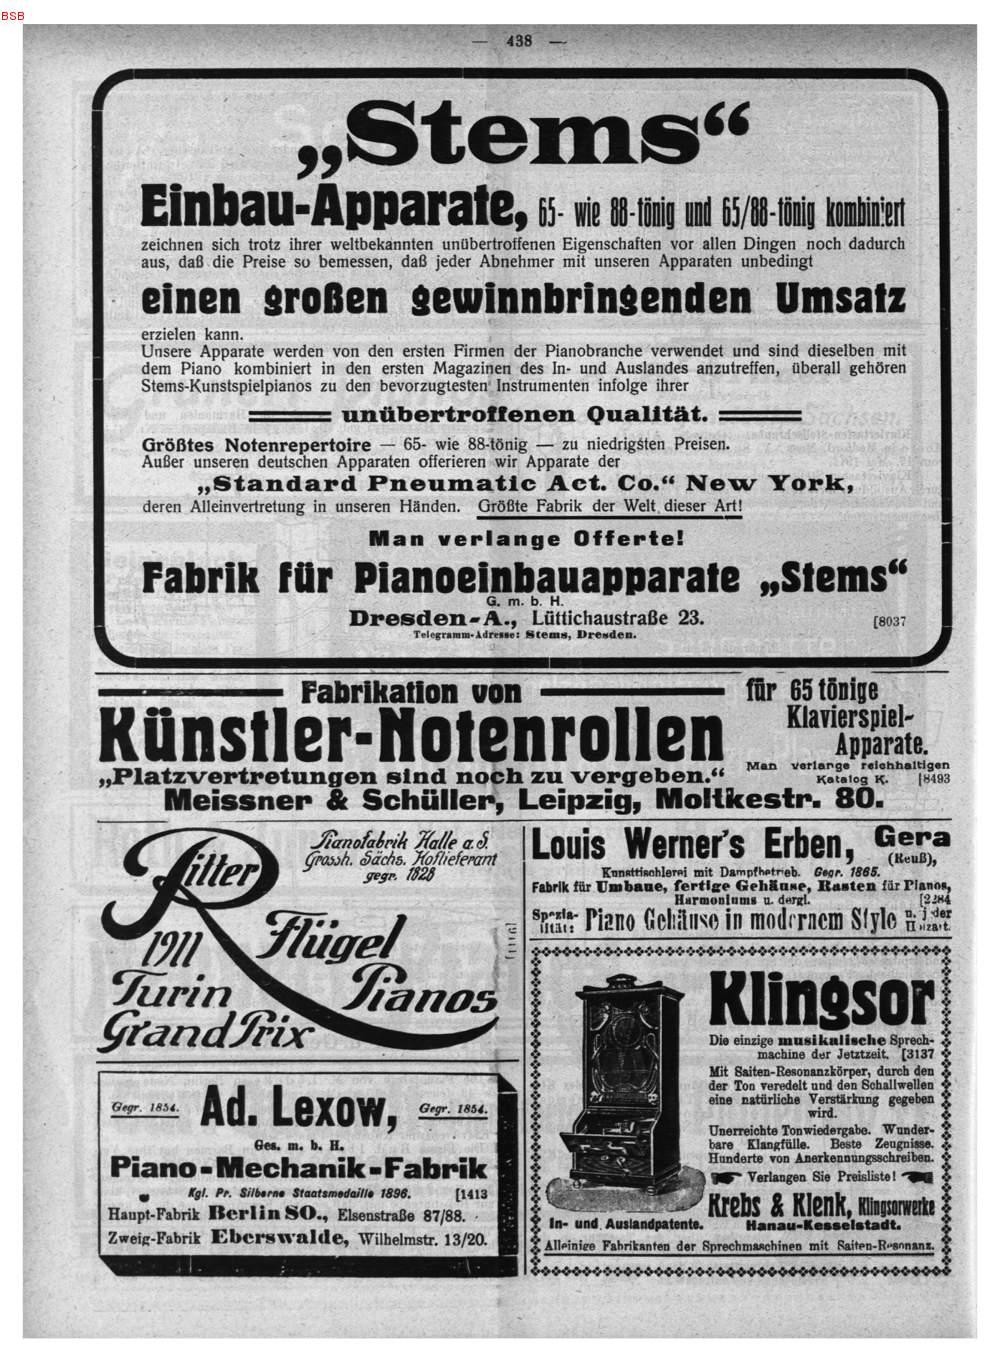 BSB
— 438 —
„Stems“
Einbau-Apparate, 65- wie 88-tönig und 65/88-tönig kombiniert
zeichnen sich trotz ihrer weltbekannten unübertroffenen Eigenschaften vor allen Dingen noch dadurch
aus, daß die Preise so bemessen, daß jeder Abnehmer mit unseren Apparaten unbedingt
einen großen gewinnbringenden Umsatz
erzielen kann.
Unsere Apparate werden von den ersten Firmen der Pianobranche verwendet und sind dieselben mit
dem Piano kombiniert in den ersten Magazinen des In- und Auslandes anzutreffen, überall gehören
Stems-Kunstspielpianos zu den bevorzugtesten Instrumenten infolge ihrer
unübertroffenen Qualität.
Größtes Notenrepertoire — 65- wie 88-tönig — zu niedrigsten Preisen.
Außer unseren deutschen Apparaten offerieren wir Apparate der
„Standard Pneumatic Act. Co.“ New York,
deren Alleinvertretung in unseren Händen. Größte Fabrik der Welt dieser Art!
Man verlange Offerte!
Fabrik für Pianoeinbauapparate „Stems“
G. m. b. H.
Dresden-A., Lüttichaustraße 23. [8037
Telegramm-Adresse: Stems, Dresden.
Fabrikation von
Künstler-Notenrollen
für 65 tönige
Klavierspiel-
Apparate.
„Platzvertretungen sind noch zu vergeben.“
Man verlange reichhaltigen
Katalog K. [8493
Meissner & Schüller, Leipzig, Moltkestr. 80.
Ritter
Pianofabrik Halle a. S.
Grossh. Sächs. Hoflieferant
gegr. 1828
1911
Turin
Grand Prix
Flügel
Pianos
Ad. Lexow,
Gegr. 1854.
Gegr. 1854.
Ges. m. b. H.
Piano-Mechanik-Fabrik
Kgl. Pr. Silberne Staatsmedaille 1896. [1413
Haupt-Fabrik Berlin SO., Elsenstraße 87/88.
Zweig-Fabrik Eberswalde, Wilhelmstr. 13/20.
Louis Werner's Erben, Gera
(Reuß),
Kunsttischlerei mit Dampfbetrieb. Gegr. 1865.
Fabrik für Umbaue, fertige Gehäuse, Rasten für Pianos,
Harmoniums u. dergl. [2284
Spezia-
lität: Piano Gehäuse in modernem Style u. jeder
Holzart.
Klingsor
Die einzige musikalische Sprech-
machine der Jetztzeit. [3137
Mit Saiten-Resonanzkörper, durch den
der Ton veredelt und den Schallwellen
eine natürliche Verstärkung gegeben
wird.
Unerreichte Tonwiedergabe. Wunder-
bare Klangfülle. Beste Zeugnisse.
Hunderte von Anerkennungsschreiben.
Verlangen Sie Preisliste!
Krebs & Klenk, Klingsorwerke
Hanau-Kesselstadt.
In- und Auslandpatente.
Alleinige Fabrikanten der Sprechmaschinen mit Saiten-Resonanz.